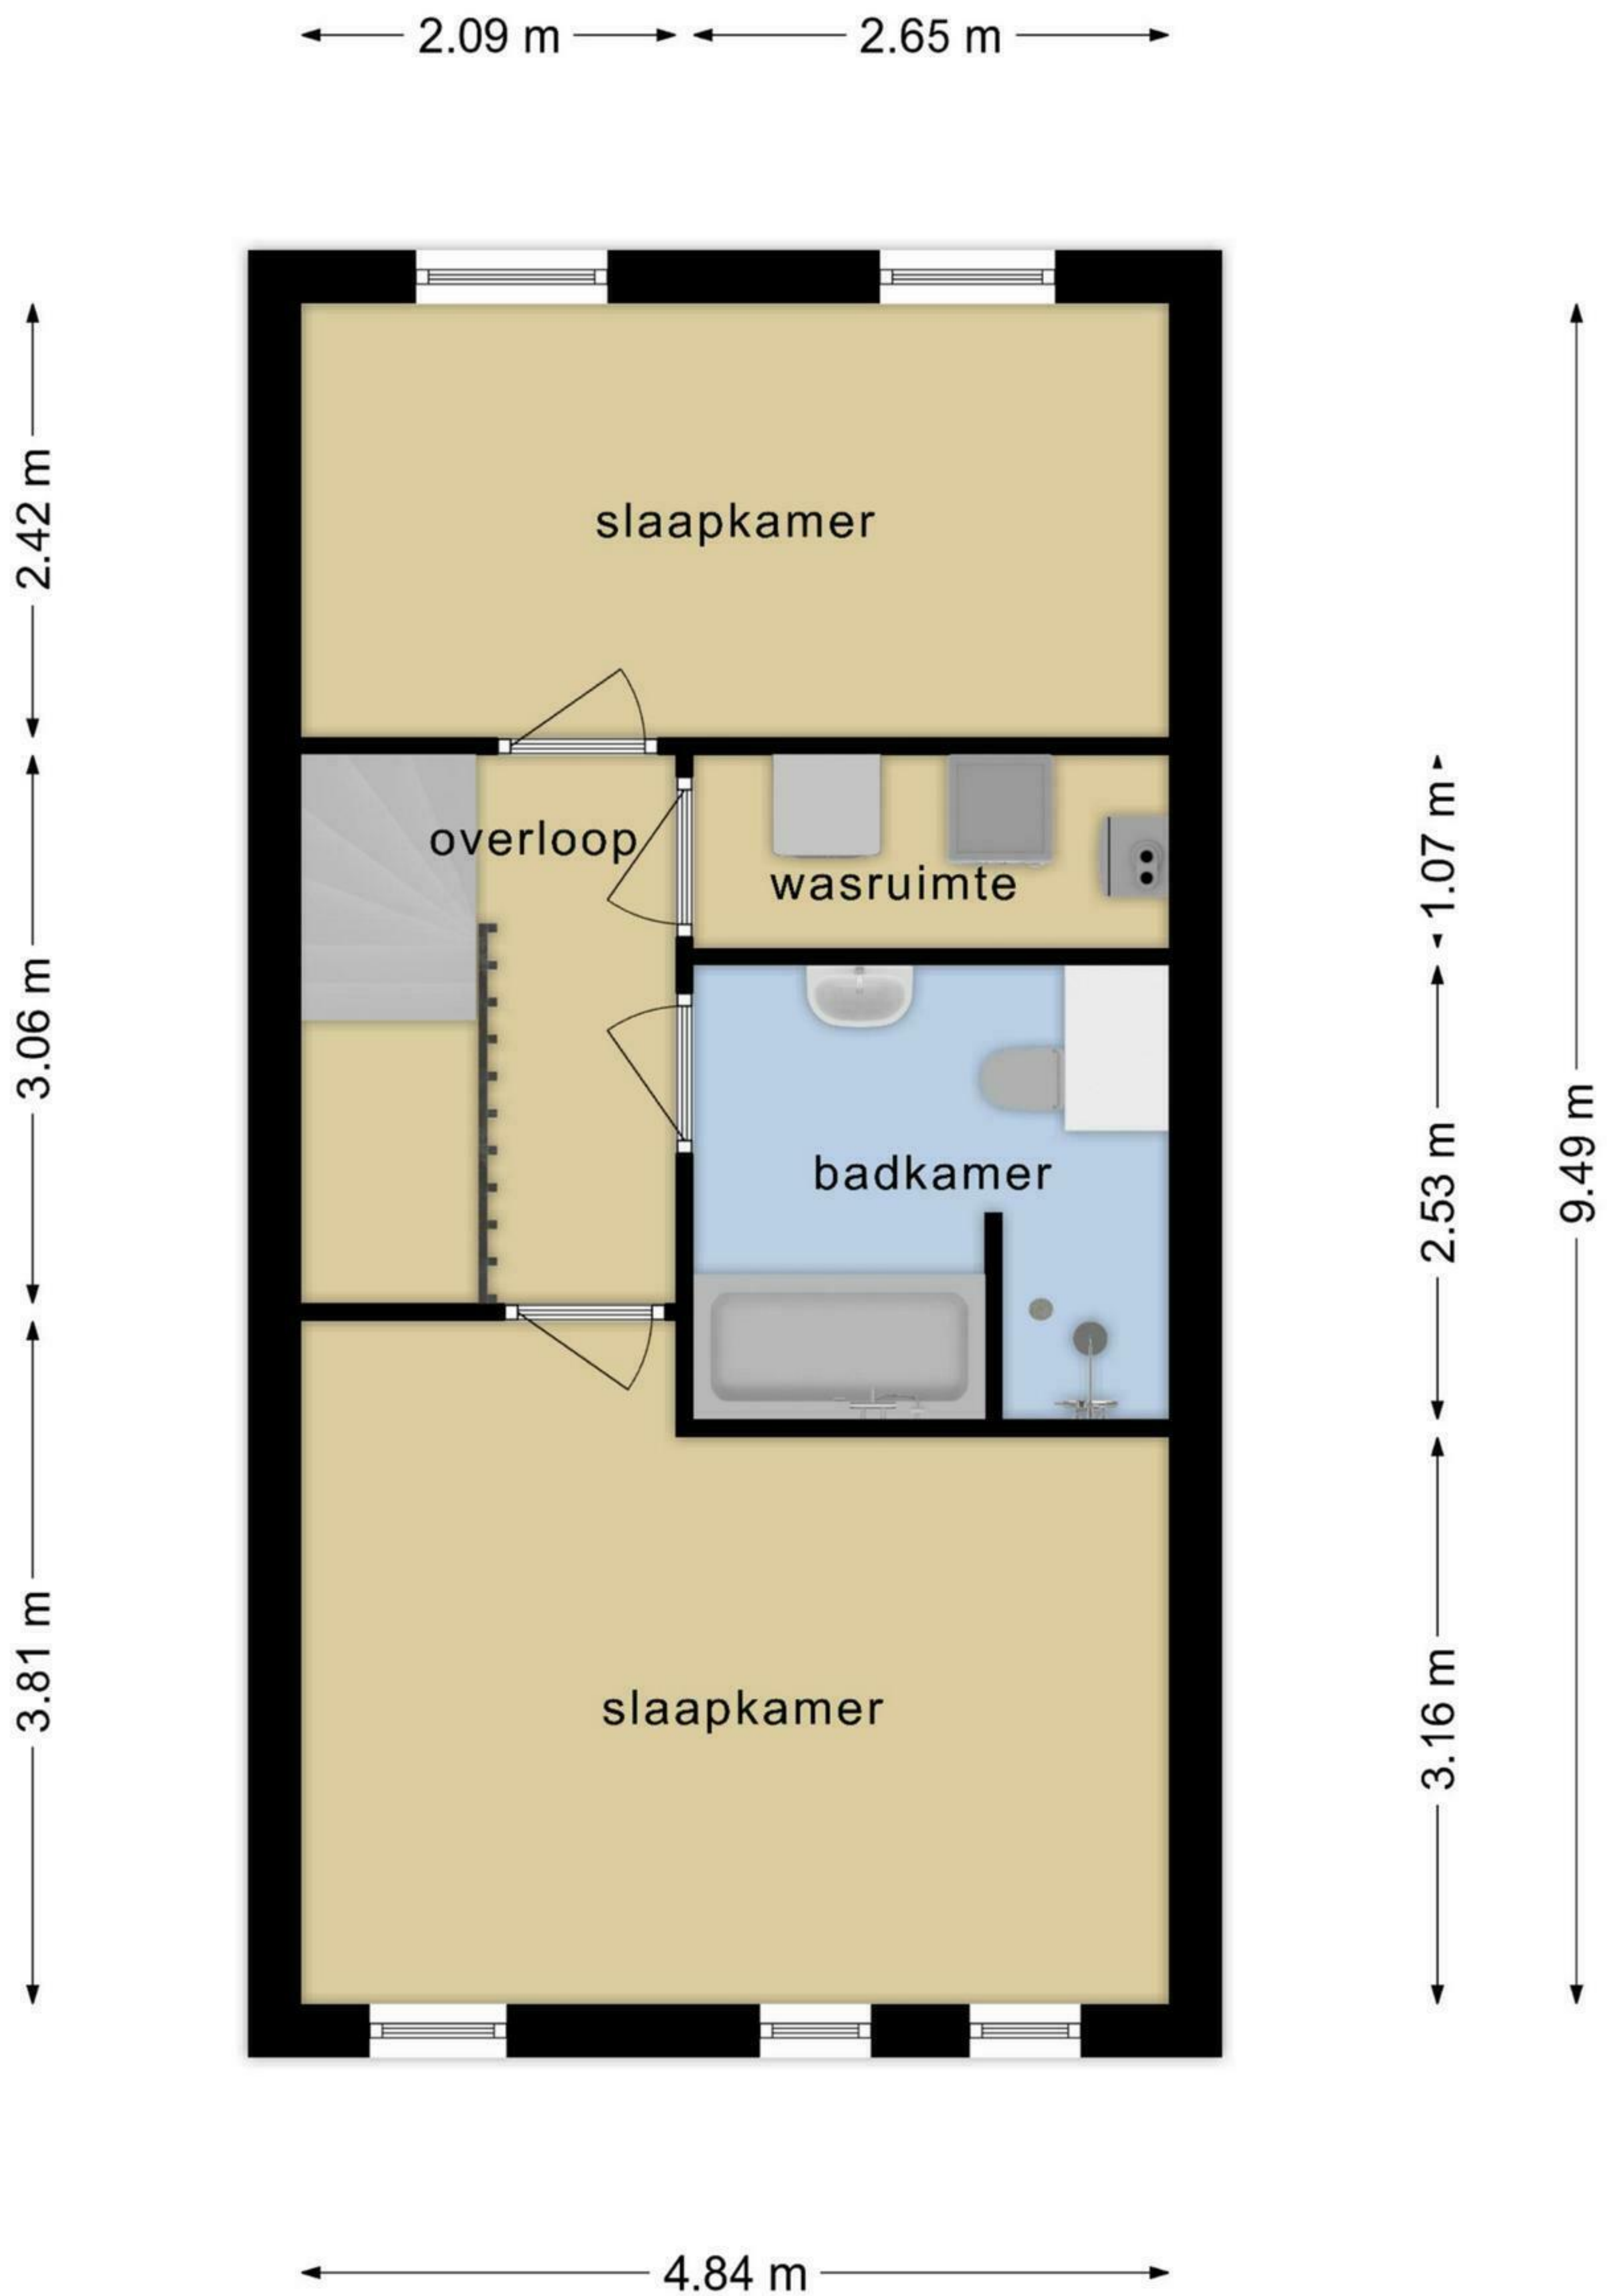 2.09 m
2.65 m
2.42 m
slaapkamer
overloop
wasruimte
1.07 m
3.06 m
badkamer
2.53 m
9.49 m
3.81 m
slaapkamer
3.16 m
4.84 m